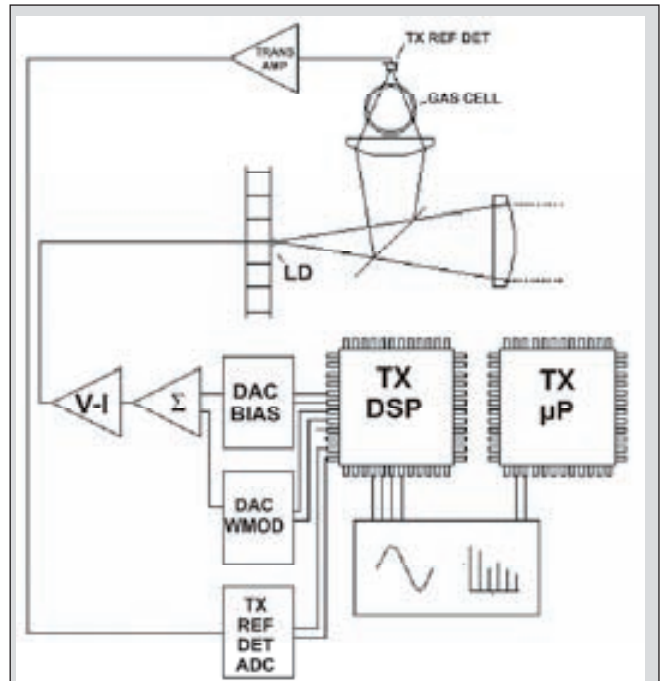 TX REF DET
TRANS
AMP
GAS CELL
LD
TX
DSP
TX
µP
DAC
BIAS
V-I
Σ
DAC
WMOD
TX
REF
DET
ADC